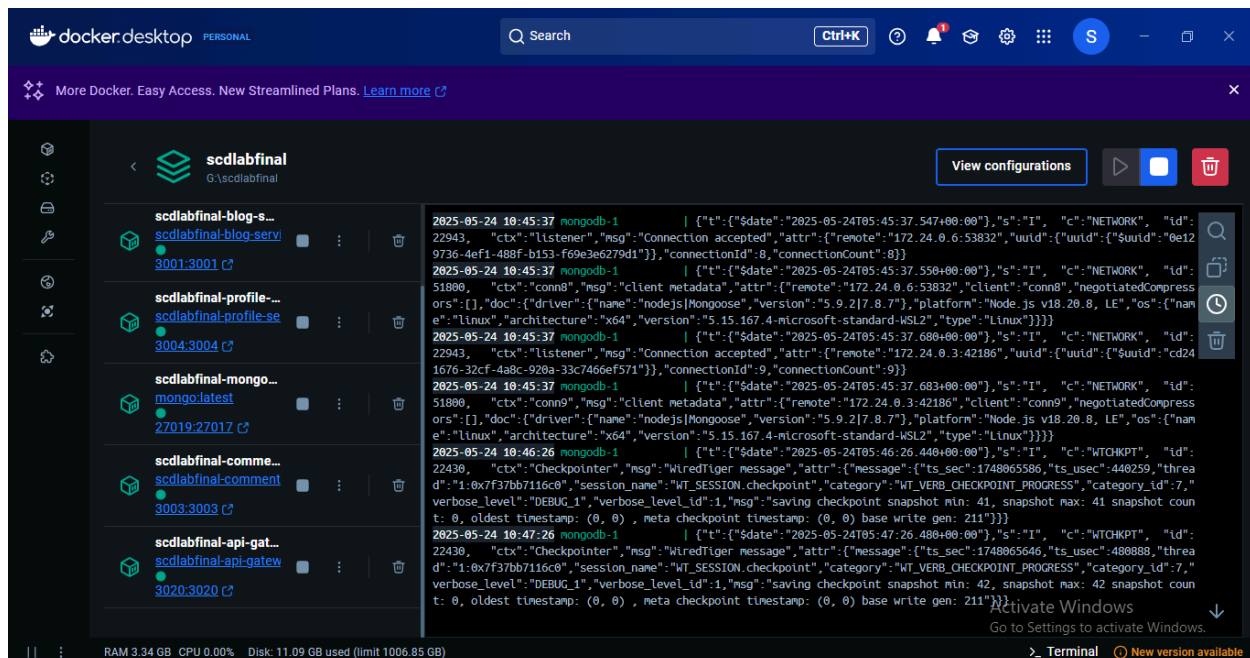 docker.desktop PERSONAL
Search
Ctrl+K
1
S
More Docker. Easy Access. New Streamlined Plans. Learn more
scdlabfinal
G:\scdlabfinal
View configurations
scdlabfinal-blog-s...
scdlabfinal-blog-servi
3001:3001
scdlabfinal-profile-...
scdlabfinal-profile-se
3004:3004
scdlabfinal-mongo...
mongo:latest
27019:27017
scdlabfinal-comme...
scdlabfinal-comment
3003:3003
scdlabfinal-api-gat...
scdlabfinal-api-gatew
3020:3020
2025-05-24 10:45:37 mongodb-1 | {"t":{"$date":"2025-05-24T05:45:37.547+00:00"},"s":"I", "c":"NETWORK", "id":
22943, "ctx":"listener","msg":"Connection accepted","attr":{"remote":"172.24.0.6:53832","uuid":{"uuid":{"$uuid":"0e12
9736-4ef1-488f-b153-f69e3e6279d1"}},"connectionId":8,"connectionCount":8}}
2025-05-24 10:45:37 mongodb-1 | {"t":{"$date":"2025-05-24T05:45:37.550+00:00"},"s":"I", "c":"NETWORK", "id":
51800, "ctx":"conn8","msg":"client metadata","attr":{"remote":"172.24.0.6:53832","client":"conn8","negotiatedCompress
ors":[],"doc":{"driver":{"name":"nodejs|Mongoose","version":"5.9.2|7.8.7"},"platform":"Node.js v18.20.8, LE","os":{"nam
e":"linux","architecture":"x64","version":"5.15.167.4-microsoft-standard-WSL2","type":"Linux"}}}}
2025-05-24 10:45:37 mongodb-1 | {"t":{"$date":"2025-05-24T05:45:37.680+00:00"},"s":"I", "c":"NETWORK", "id":
22943, "ctx":"listener","msg":"Connection accepted","attr":{"remote":"172.24.0.3:42186","uuid":{"uuid":{"$uuid":"cd24
1676-32cf-4a8c-920a-33c7466ef571"}},"connectionId":9,"connectionCount":9}}
2025-05-24 10:45:37 mongodb-1 | {"t":{"$date":"2025-05-24T05:45:37.683+00:00"},"s":"I", "c":"NETWORK", "id":
51800, "ctx":"conn9","msg":"client metadata","attr":{"remote":"172.24.0.3:42186","client":"conn9","negotiatedCompress
ors":[],"doc":{"driver":{"name":"nodejs|Mongoose","version":"5.9.2|7.8.7"},"platform":"Node.js v18.20.8, LE","os":{"nam
e":"linux","architecture":"x64","version":"5.15.167.4-microsoft-standard-WSL2","type":"Linux"}}}}
2025-05-24 10:46:26 mongodb-1 | {"t":{"$date":"2025-05-24T05:46:26.440+00:00"},"s":"I", "c":"WTCHKPT", "id":
22430, "ctx":"Checkpointer","msg":"WiredTiger message","attr":{"message":{"ts_sec":1748065586,"ts_usec":440259,"threa
d":"1:0x7f37bb7116c0","session_name":"WT_SESSION.checkpoint","category":"WT_VERB_CHECKPOINT_PROGRESS","category_id":7,"
verbose_level":"DEBUG_1","verbose_level_id":1,"msg":"saving checkpoint snapshot min: 41, snapshot max: 41 snapshot coun
t: 0, oldest timestamp: (0, 0) , meta checkpoint timestamp: (0, 0) base write gen: 211"}}}
2025-05-24 10:47:26 mongodb-1 | {"t":{"$date":"2025-05-24T05:47:26.480+00:00"},"s":"I", "c":"WTCHKPT", "id":
22430, "ctx":"Checkpointer","msg":"WiredTiger message","attr":{"message":{"ts_sec":1748065646,"ts_usec":480888,"threa
d":"1:0x7f37bb7116c0","session_name":"WT_SESSION.checkpoint","category":"WT_VERB_CHECKPOINT_PROGRESS","category_id":7,"
verbose_level":"DEBUG_1","verbose_level_id":1,"msg":"saving checkpoint snapshot min: 42, snapshot max: 42 snapshot coun
t: 0, oldest timestamp: (0, 0) , meta checkpoint timestamp: (0, 0) base write gen: 211"}}}
Activate Windows
Go to Settings to activate Windows.
RAM 3.34 GB CPU 0.00% Disk: 11.09 GB used (limit 1006.85 GB)
>_ Terminal
New version available